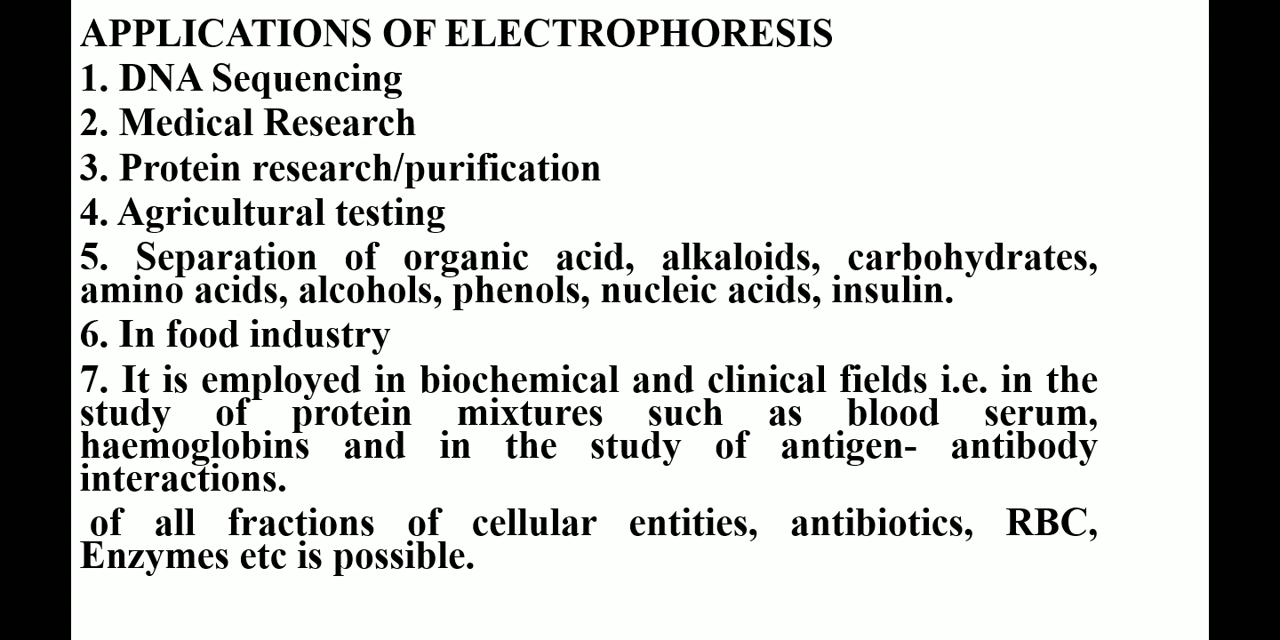 APPLICATIONS OF ELECTROPHORESIS
1. DNA Sequencing
2. Medical Research
3. Protein research/purification
4. Agricultural testing
5. Separation of organic acid, alkaloids, carbohydrates,
amino acids, alcohols, phenols, nucleic acids, insulin.
6. In food industry
7. It is employed in biochemical and clinical fields i.e. in the
study of protein mixtures such as blood serum,
haemoglobins and in the study of antigen- antibody
interactions.
of all fractions of cellular entities, antibiotics, RBC,
Enzymes etc is possible.